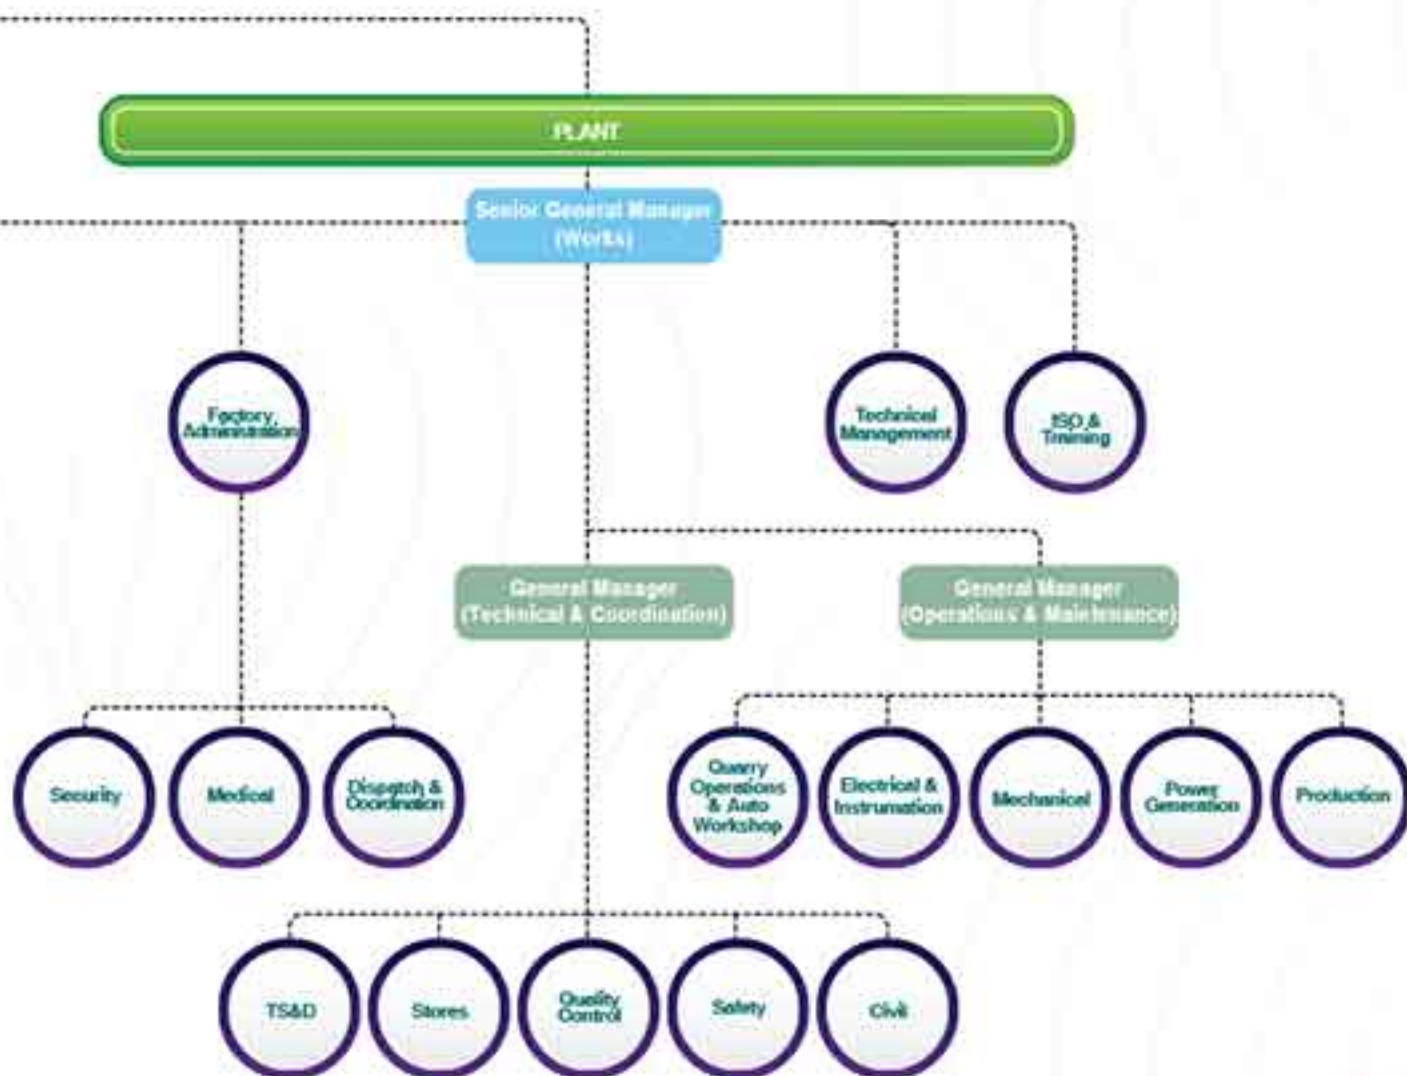 PLANT
Senior General Manager
(Works)
Factory
Administration
Technical
Management
ISO &
Training
General Manager
(Technical & Coordination)
General Manager
(Operations & Maintenance)
Security
Medical
Dispatch &
Coordination
Quarry
Operations
& Auto
Workshop
Electrical &
Instrumation
Mechanical
Power
Generation
Production
TS&D
Stores
Quality
Control
Safety
Civil